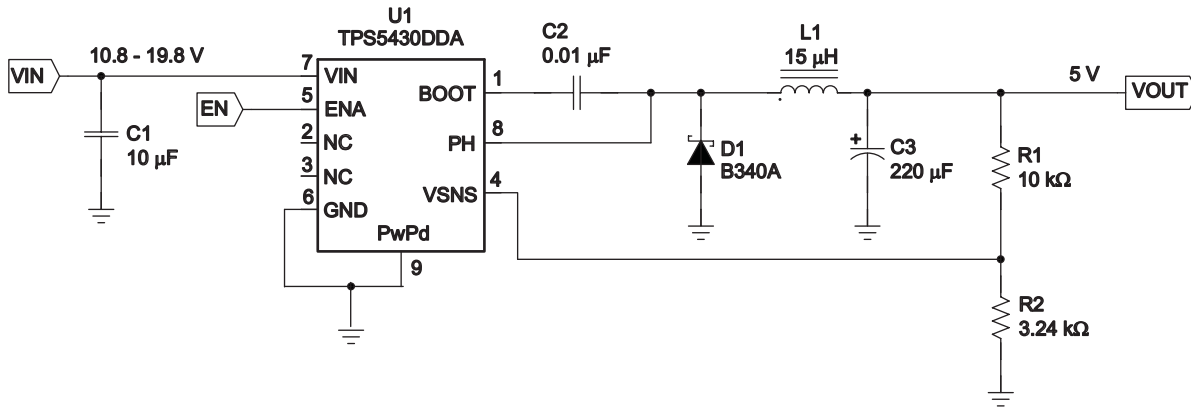 U1
TPS5430DDA
VIN
10.8 - 19.8 V
EN
C1
10 µF
7
5
2
3
6
VIN
ENA
NC
NC
GND
BOOT
PH
VSNS
PwPd
1
8
4
9
C2
0.01 µF
L1
15 µH
D1
B340A
+
C3
220 µF
5 V
VOUT
R1
10 kΩ
R2
3.24 kΩ